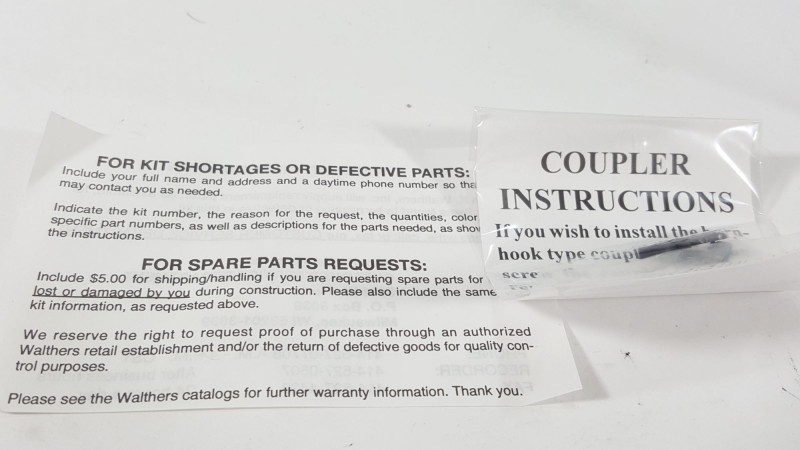 FOR KIT SHORTAGES OR DEFECTIVE PARTS:
Include your full name and address and a daytime phone number so
may contact you as needed.
Indicate the kit number, the reason for the request, the quantities, color
specific part numbers, as well as descriptions for the parts needed, as
the instructions.
FOR SPARE PARTS REQUESTS:
Include $5.00 for shipping/handling if you are requesting spare parts for
lost or damaged by you during construction. Please also include the same
kit information, as requested above.
We reserve the right to request proof of purchase through an authorized
Walthers retail establishment and/or the return of defective goods for quality con-
trol purposes.
Please see the Walthers catalogs for further warranty information. Thank you.
COUPLER
INSTRUCTIONS
If you wish to install the
hook type